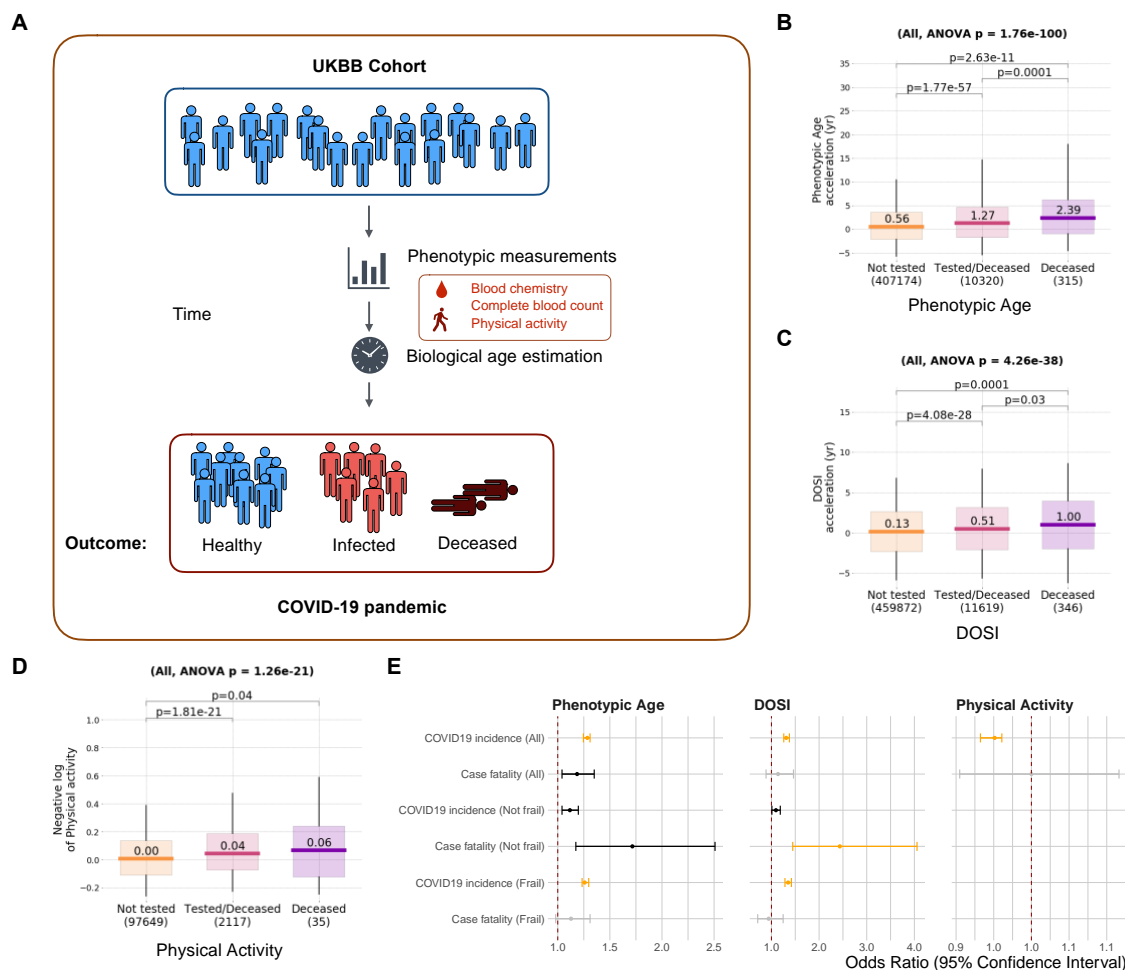 A
UKBB Cohort
Phenotypic measurements
Blood chemistry
Complete blood count
Physical activity
Time
Biological age estimation
Outcome:
Healthy
Infected
Deceased
COVID-19 pandemic
B
(All, ANOVA p = 1.76e-100)
p=2.63e-11
p=0.0001
p=1.77e-57
35
30
25
20
15
10
5
0
−5
Phenotypic Age
acceleration (yr)
0.56
1.27
2.39
Not tested
(407174)
Tested/Deceased
(10320)
Deceased
(315)
Phenotypic Age
C
(All, ANOVA p = 4.26e-38)
p=0.0001
p=0.03
p=4.08e-28
15
10
5
0
−5
DOSI
acceleration (yr)
0.13
0.51
1.00
Not tested
(459872)
Tested/Deceased
(11619)
Deceased
(346)
DOSI
D
(All, ANOVA p = 1.26e-21)
p=0.04
p=1.81e-21
1.0
0.8
0.6
0.4
0.2
0.0
−0.2
Negative log
of Physical activity
0.00
0.04
0.06
Not tested
(97649)
Tested/Deceased
(2117)
Deceased
(35)
Physical Activity
E
Phenotypic Age
DOSI
Physical Activity
COVID19 incidence (All)
Case fatality (All)
COVID19 incidence (Not frail)
Case fatality (Not frail)
COVID19 incidence (Frail)
Case fatality (Frail)
1.0
1.5
2.0
2.5
1.0
2.0
3.0
4.0
0.9
1.0
1.0
1.1
1.1
Odds Ratio (95% Confidence Interval)